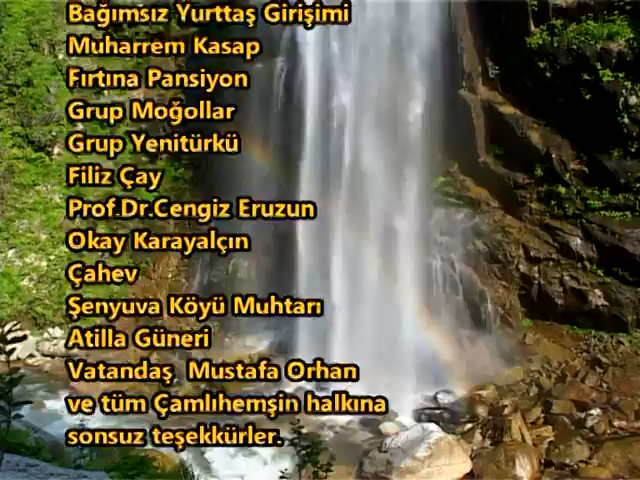 Bağımsız Yurttaş Girişimi
Muharrem Kasap
Fırtına Pansiyon
Grup Moğollar
Grup Yenitürkü
Filiz Çay
Prof.Dr.Cengiz Eruzun
Okay Karayalçın
Çahev
Şenyuva Köyü Muhtarı
Atilla Güneri
Vatandaş  Mustafa Orhan
ve tüm Çamlıhemşin halkına
sonsuz teşekkürler.